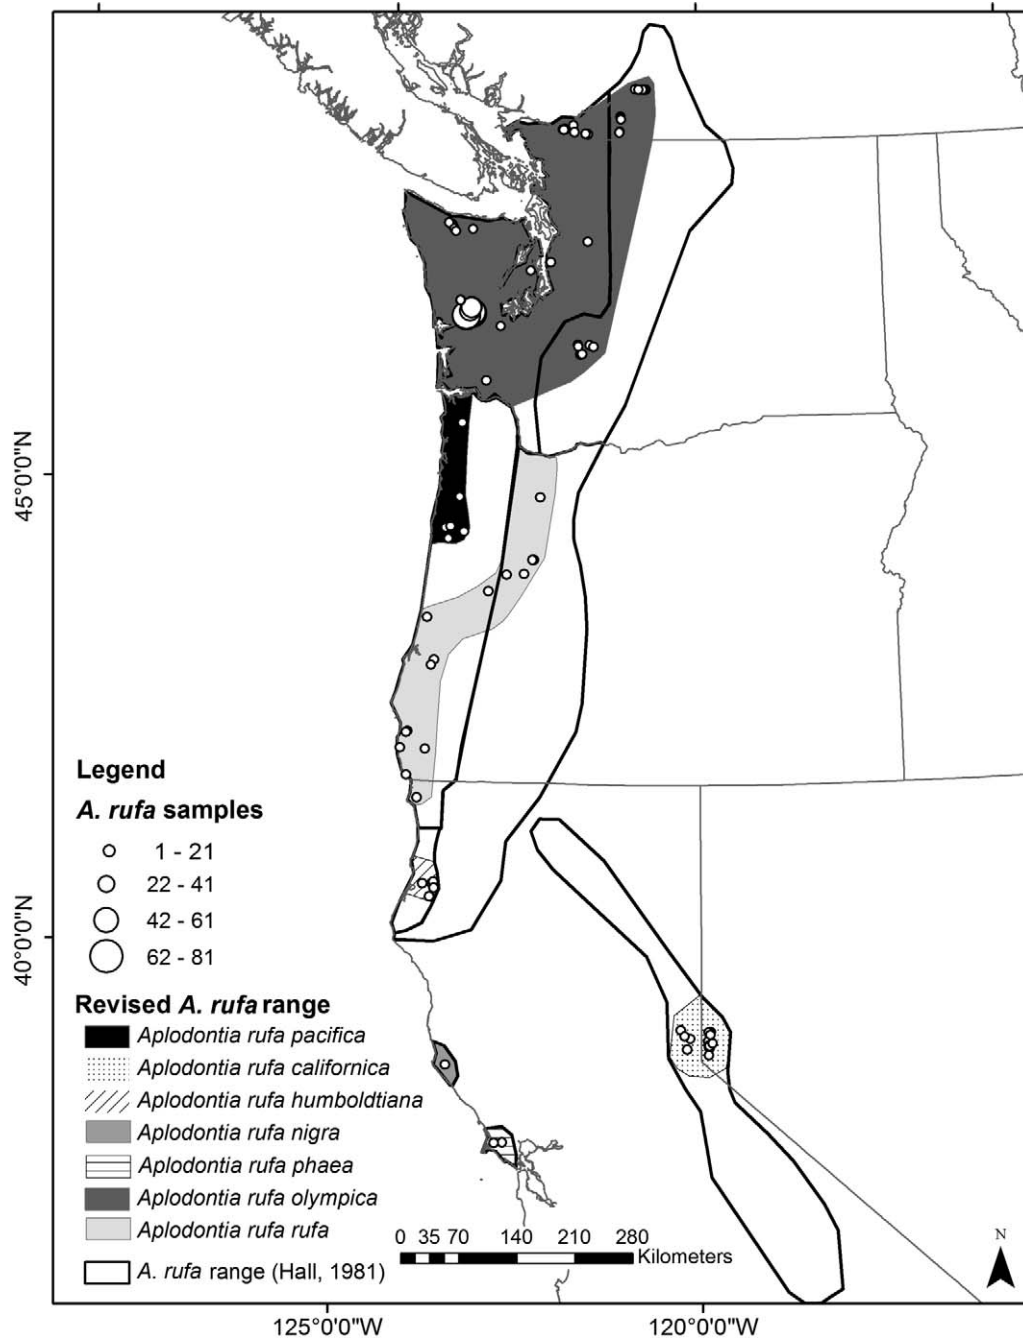 45°0'0"N
40°0'0"N
Legend
A. rufa samples
1 - 21
22 - 41
42 - 61
62 - 81
Revised A. rufa range
Aplodontia rufa pacifica
Aplodontia rufa californica
Aplodontia rufa humboldtiana
Aplodontia rufa nigra
Aplodontia rufa phaea
Aplodontia rufa olympica
Aplodontia rufa rufa
A. rufa range (Hall, 1981)
0 35 70 140 210 280
Kilometers
N
125°0'0"W 120°0'0"W